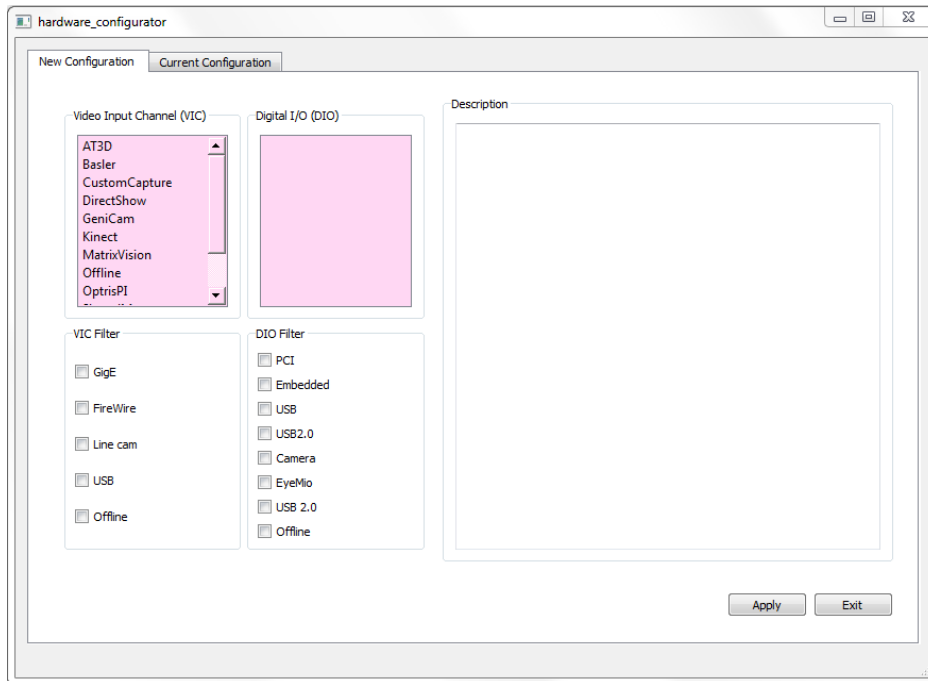 hardware_configurator
New Configuration
Current Configuration
Video Input Channel (VIC)
AT3D
Basler
CustomCapture
DirectShow
GeniCam
Kinect
MatrixVision
Offline
OptrisPI
Digital I/O (DIO)
Description
VIC Filter
GigE
FireWire
Line cam
USB
Offline
DIO Filter
PCI
Embedded
USB
USB2.0
Camera
EyeMio
USB 2.0
Offline
Apply
Exit